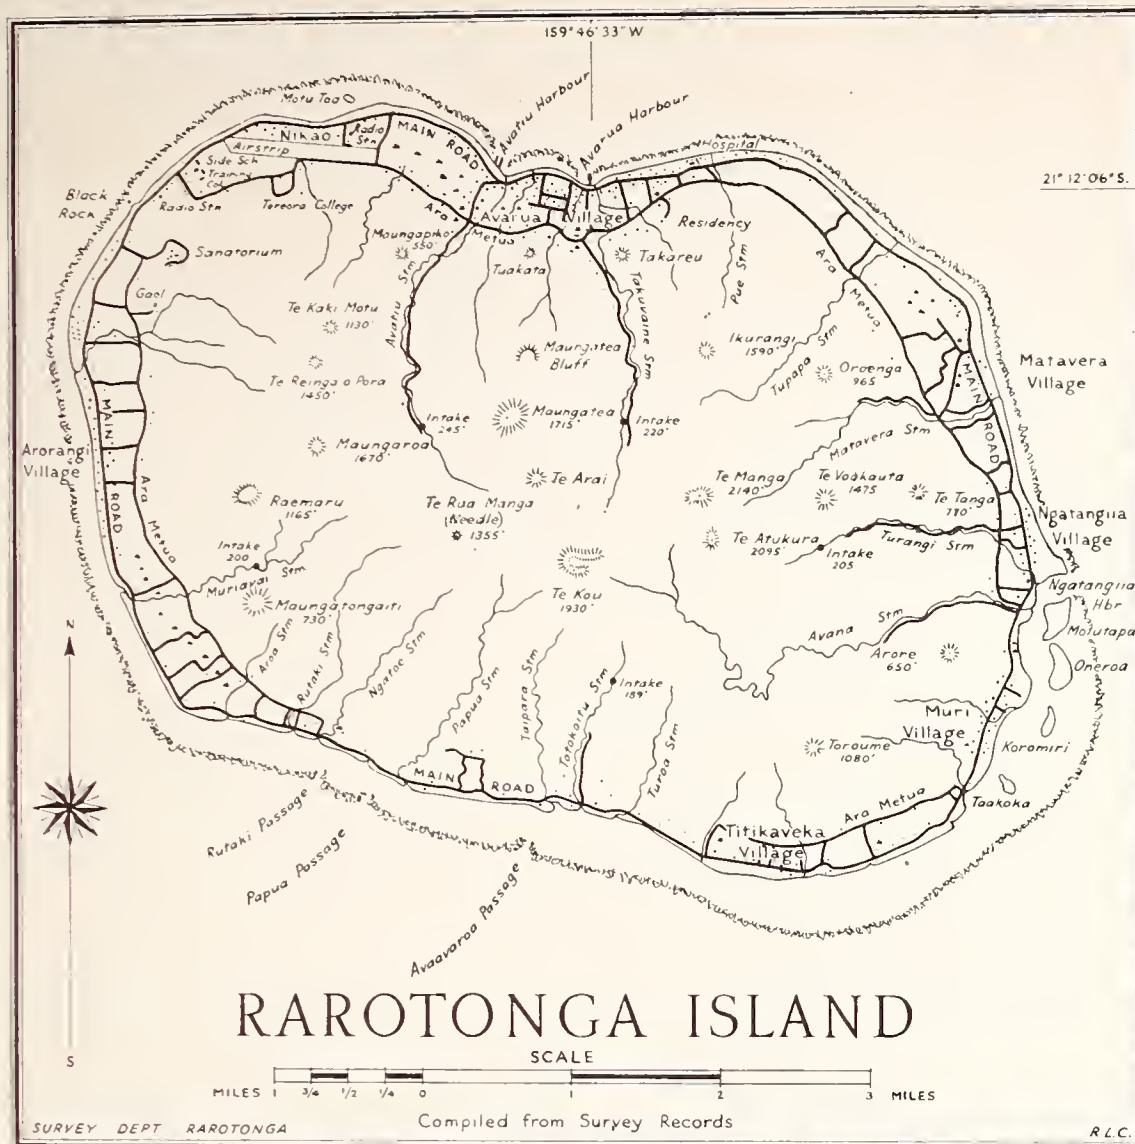 159° 46' 33" W
Avatiu Harbour
Avarua Harbour
Motu Toa
Nikao
Radio
Stn
MAIN
ROAD
Hospital
Airstrip
Side Sch
Training
Col
21° 12' 06" S.
Black
Rock
Radio Stn
Tereora College
Ara
Metua
Avarua
Village
Residency
Maungapiko
550'
Sanatorium
Tuakata
Takareu
Pue Stm
Ara
Metua
Gaol
Te Kaki Motu
1130'
Avatiu Stm
Takuvaine Stm
Maungatea
Bluff
Ikurangi
1590'
Tupapa Stm
Oroenga
965
Matavera
Village
Te Reinga o Pora
1450'
MAIN
ROAD
MAIN
ROAD
Intake
245'
Maungatea
1715'
Intake
220'
Matavera Stm
Arorangi
Village
Maungaroa
1670'
Ara
Metua
Te Arai
Te Manga
2140'
Te Vaakauta
1475
Te Tanga
770'
Raemaru
1165'
Te Rua Manga
(Needle)
1355'
Ngatangiia
Village
Te Atukura
2095'
Turangi Stm
Intake
205
Intake
200
Muriavai Stm
Te Kou
1930'
Ngatangiia
Hbr
Maungatongaiti
730'
Avana Stm
Motutapu
Aroa Stm
Rutaki Stm
Ngatoe Stm
Arore
650'
Oneroa
Papua Stm
Taipara Stm
Totokoitu Stm
Intake
189'
Turoa Stm
Muri
Village
Toroume
1080'
Koromiri
MAIN
ROAD
Taakoka
Ara Metua
Rutaki Passage
Titikaveka
Village
Papua Passage
Avaavaroa Passage
N
S
RAROTONGA ISLAND
SCALE
MILES 1 3/4 1/2 1/4 0 1 2 3 MILES
Compiled from Survey Records
SURVEY DEPT RAROTONGA
R.L.C.